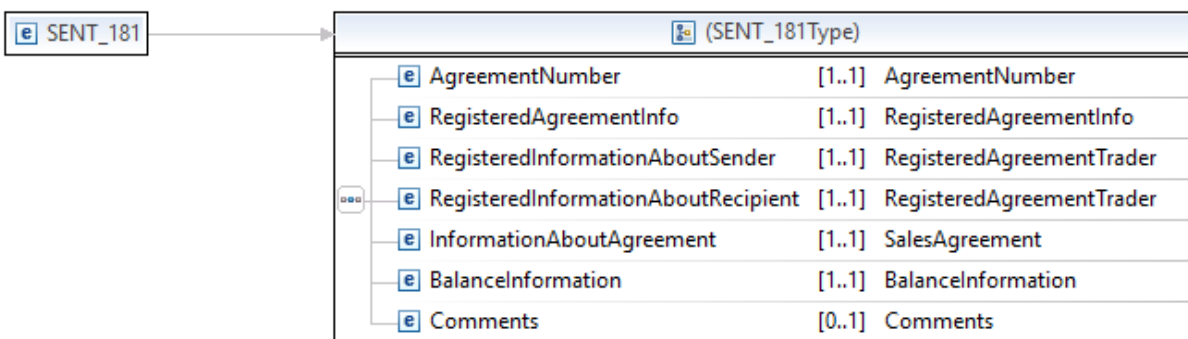 e SENT_181
(SENT_181Type)
e AgreementNumber [1..1] AgreementNumber
e RegisteredAgreementInfo [1..1] RegisteredAgreementInfo
e RegisteredInformationAboutSender [1..1] RegisteredAgreementTrader
e RegisteredInformationAboutRecipient [1..1] RegisteredAgreementTrader
e InformationAboutAgreement [1..1] SalesAgreement
e BalanceInformation [1..1] BalanceInformation
e Comments [0..1] Comments